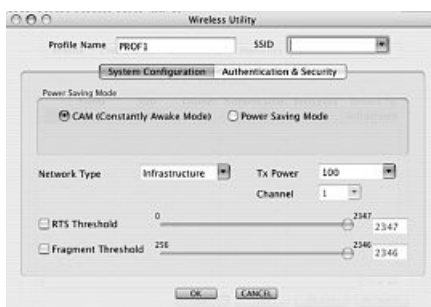 Wireless Utility
Profile Name PROF1 SSID
System Configuration Authentication & Security
Power Saving Mode
CAM (Constantly Awake Mode) Power Saving Mode
Network Type Infrastructure Tx Power 100
Channel 1
RTS Threshold 0 2347 2347
Fragment Threshold 256 2346 2346
OK CANCEL